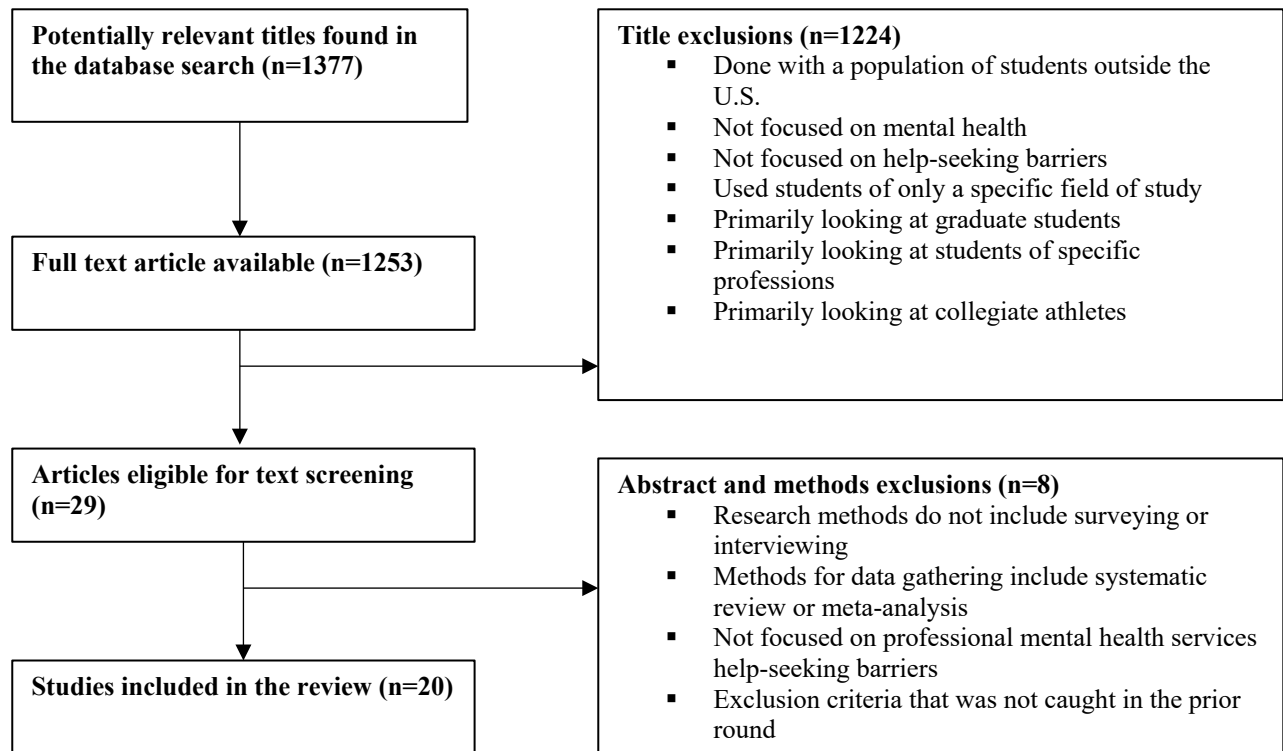 Potentially relevant titles found in
the database search (n=1377)
Title exclusions (n=1224)
▪ Done with a population of students outside the
U.S.
▪ Not focused on mental health
▪ Not focused on help-seeking barriers
▪ Used students of only a specific field of study
▪ Primarily looking at graduate students
▪ Primarily looking at students of specific
professions
▪ Primarily looking at collegiate athletes
Full text article available (n=1253)
Articles eligible for text screening
(n=29)
Abstract and methods exclusions (n=8)
▪ Research methods do not include surveying or
interviewing
▪ Methods for data gathering include systematic
review or meta-analysis
▪ Not focused on professional mental health services
help-seeking barriers
▪ Exclusion criteria that was not caught in the prior
round
Studies included in the review (n=20)